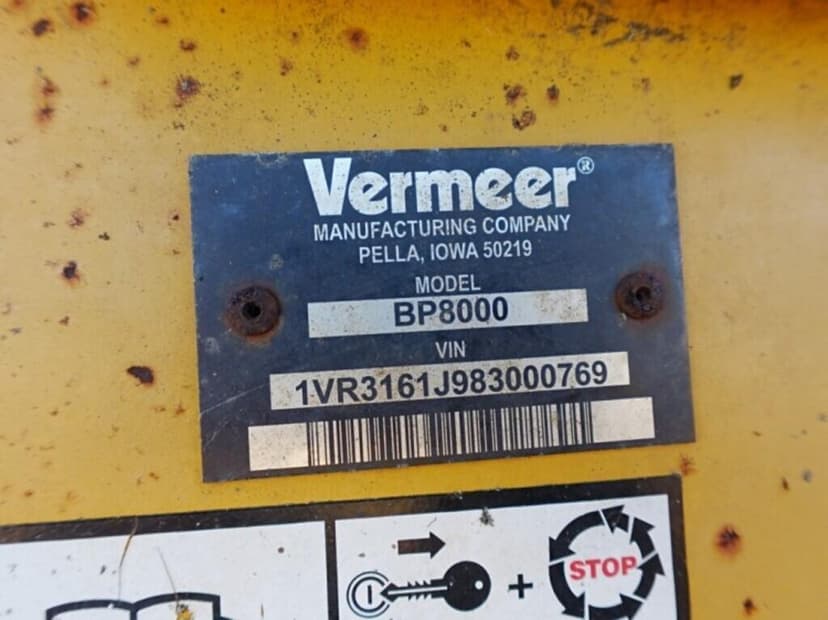 Vermeer®
MANUFACTURING COMPANY
PELLA, IOWA 50219
MODEL
BP8000
VIN
1VR3161J983000769
+
STOP